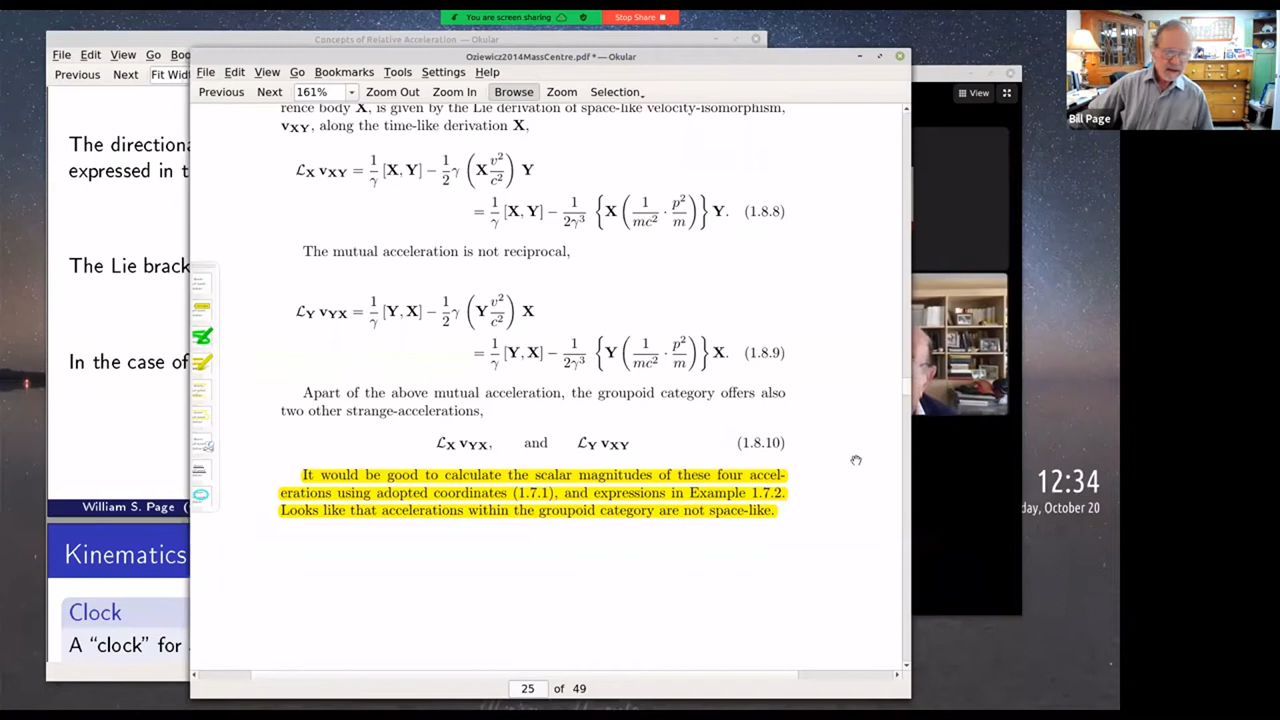 You are screen sharing
Stop Share
Concepts of Relative Acceleration — Okular
File Edit View Go Boo
Previous Next Fit Widt
The directiona
expressed in t
The Lie brack
In the case of
William S. Page (
Kinematics
Clock
A “clock” for
Oziewicz2014MassCentre.pdf * — Okular
File Edit View Go Bookmarks Tools Settings Help
Previous Next 161% Zoom Out Zoom In Browse Zoom Selection
rence body X, is given by the Lie derivation of space-like velocity-isomorphism,
v_XY, along the time-like derivation X,
ℒ_X v_XY = 1/γ [X, Y] − 1/2 γ (X v²/c²) Y
= 1/γ [X, Y] − 1/2γ³ {X (1/mc² · p²/m)} Y. (1.8.8)
The mutual acceleration is not reciprocal,
ℒ_Y v_YX = 1/γ [Y, X] − 1/2 γ (Y v²/c²) X
= 1/γ [Y, X] − 1/2γ³ {Y (1/mc² · p²/m)} X. (1.8.9)
Apart of the above mutual acceleration, the groupoid category offers also
two other strange-accelerations,
ℒ_X v_YX, and ℒ_Y v_XY (1.8.10)
It would be good to calculate the scalar magnitudes of these four accel-
erations using adopted coordinates (1.7.1), and expressions in Example 1.7.2.
Looks like that accelerations within the groupoid category are not space-like.
25 of 49
View
Bill Page
12:34
day, October 20